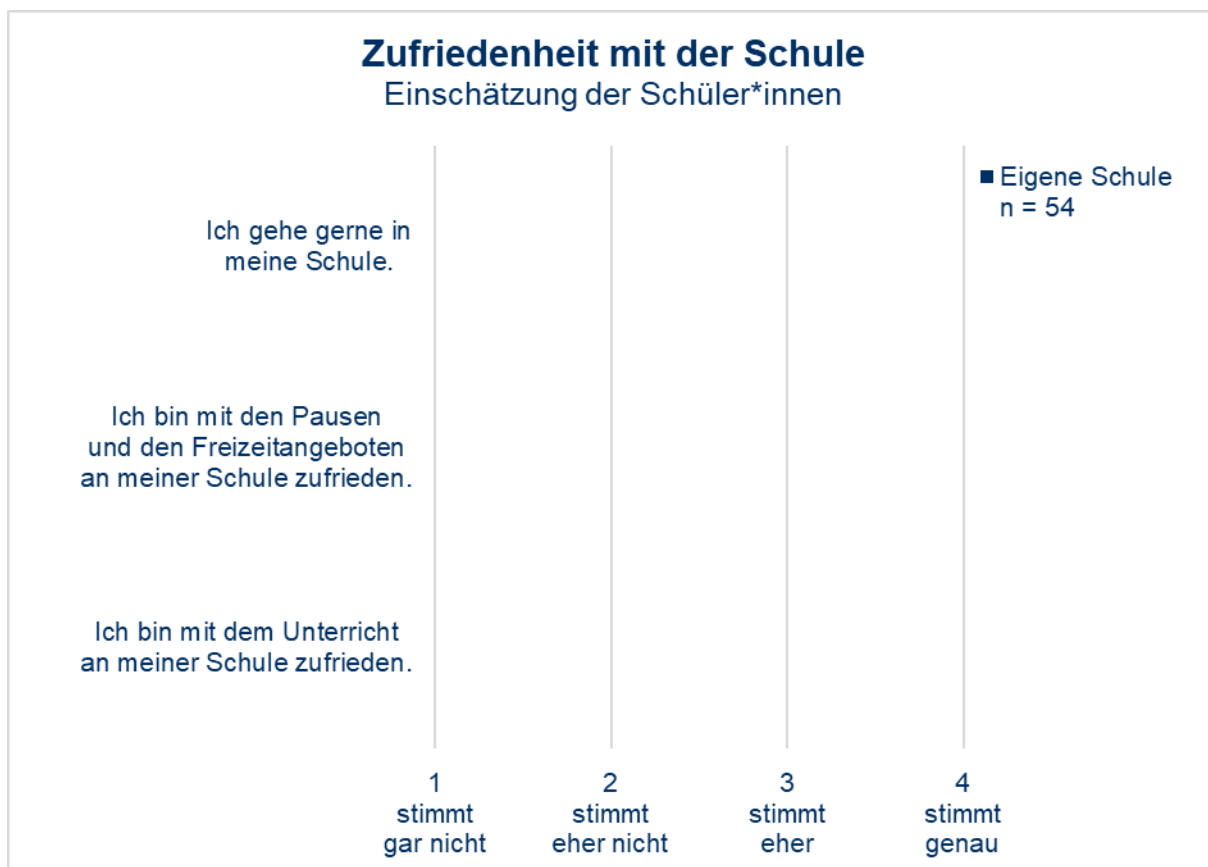 Zufriedenheit mit der Schule
Einschätzung der Schüler*innen
Eigene Schule
n = 54
Ich gehe gerne in
meine Schule.
Ich bin mit den Pausen
und den Freizeitangeboten
an meiner Schule zufrieden.
Ich bin mit dem Unterricht
an meiner Schule zufrieden.
1
stimmt
gar nicht
2
stimmt
eher nicht
3
stimmt
eher
4
stimmt
genau